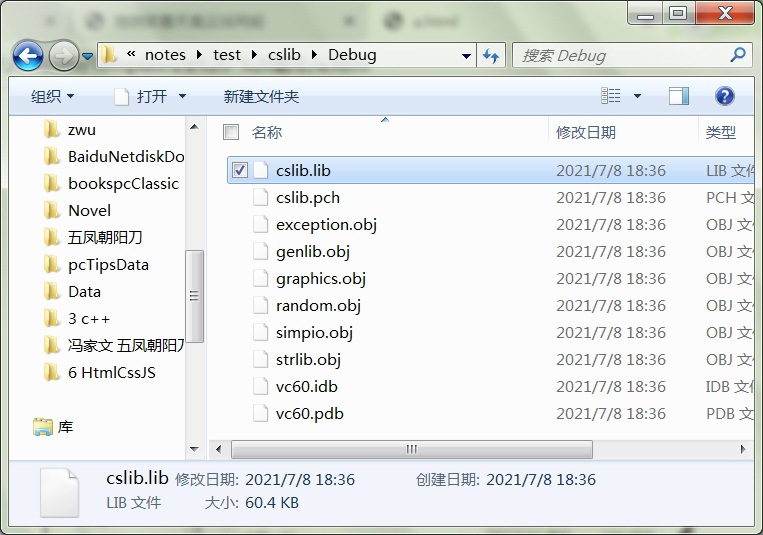 « notes ▸ test ▸ cslib ▸ Debug
搜索 Debug
组织 打开 新建文件夹
名称 修改日期 类型
zwu
BaiduNetdiskDo
bookspcClassic
Novel
五凤朝阳刀
pcTipsData
Data
3 c++
冯家文 五凤朝阳刀
6 HtmlCssJS
库
cslib.lib 2021/7/8 18:36 LIB 文件
cslib.pch 2021/7/8 18:36 PCH 文
exception.obj 2021/7/8 18:36 OBJ 文
genlib.obj 2021/7/8 18:36 OBJ 文
graphics.obj 2021/7/8 18:36 OBJ 文
random.obj 2021/7/8 18:36 OBJ 文
simpio.obj 2021/7/8 18:36 OBJ 文
strlib.obj 2021/7/8 18:36 OBJ 文
vc60.idb 2021/7/8 18:36 IDB 文
vc60.pdb 2021/7/8 18:36 PDB 文
cslib.lib 修改日期: 2021/7/8 18:36 创建日期: 2021/7/8 18:36
LIB 文件 大小: 60.4 KB